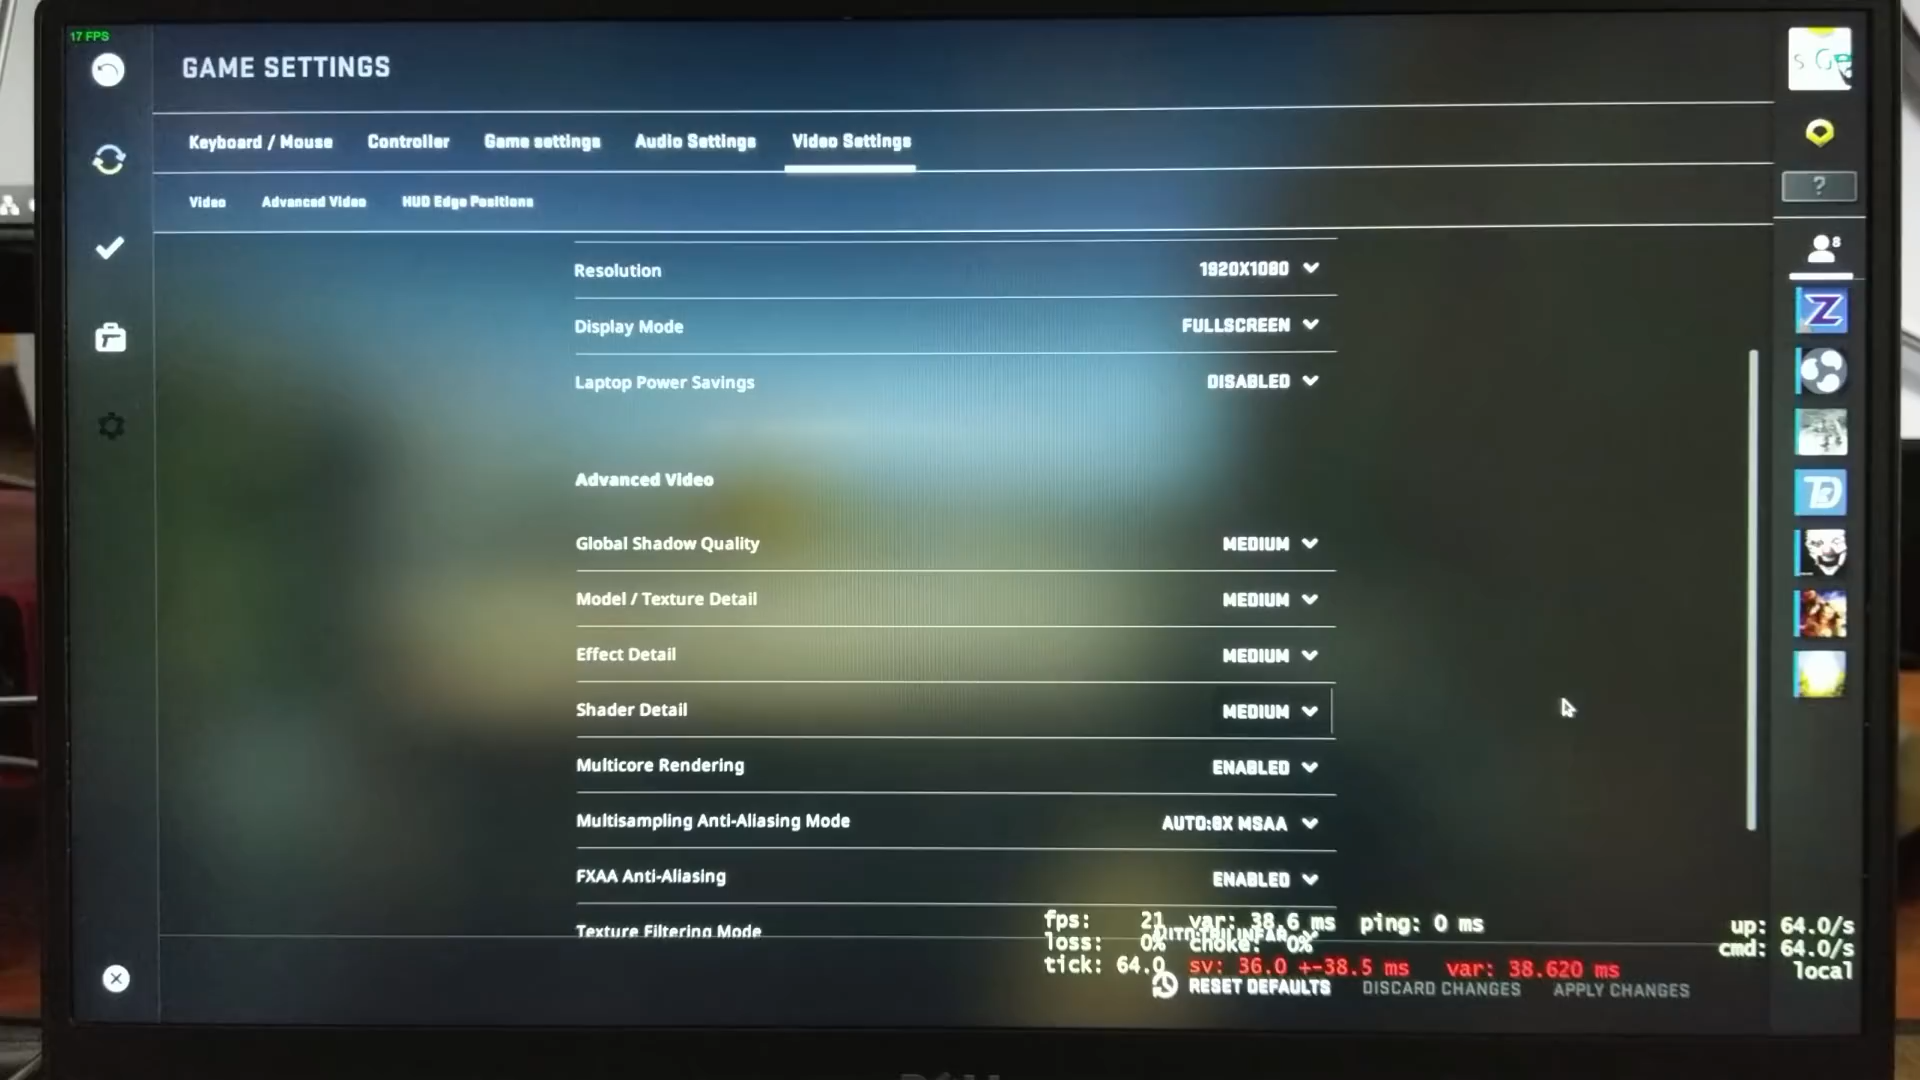 17 FPS
GAME SETTINGS
Keyboard / Mouse Controller Game settings Audio Settings Video Settings
?
Video Advanced Video HUD Edge Positions
8
Resolution 1920X1080
Display Mode FULLSCREEN
Laptop Power Savings DISABLED
Advanced Video
Global Shadow Quality MEDIUM
Model / Texture Detail MEDIUM
Effect Detail MEDIUM
Shader Detail MEDIUM
Multicore Rendering ENABLED
Multisampling Anti-Aliasing Mode AUTO:8X MSAA
FXAA Anti-Aliasing ENABLED
Texture Filtering Mode
fps: 21 var: 38.6 ms ping: 0 ms up: 64.0/s
loss: 0% choke: 0% cmd: 64.0/s
tick: 64.0 sv: 36.0 +-38.5 ms var: 38.620 ms local
RESET DEFAULTS DISCARD CHANGES APPLY CHANGES